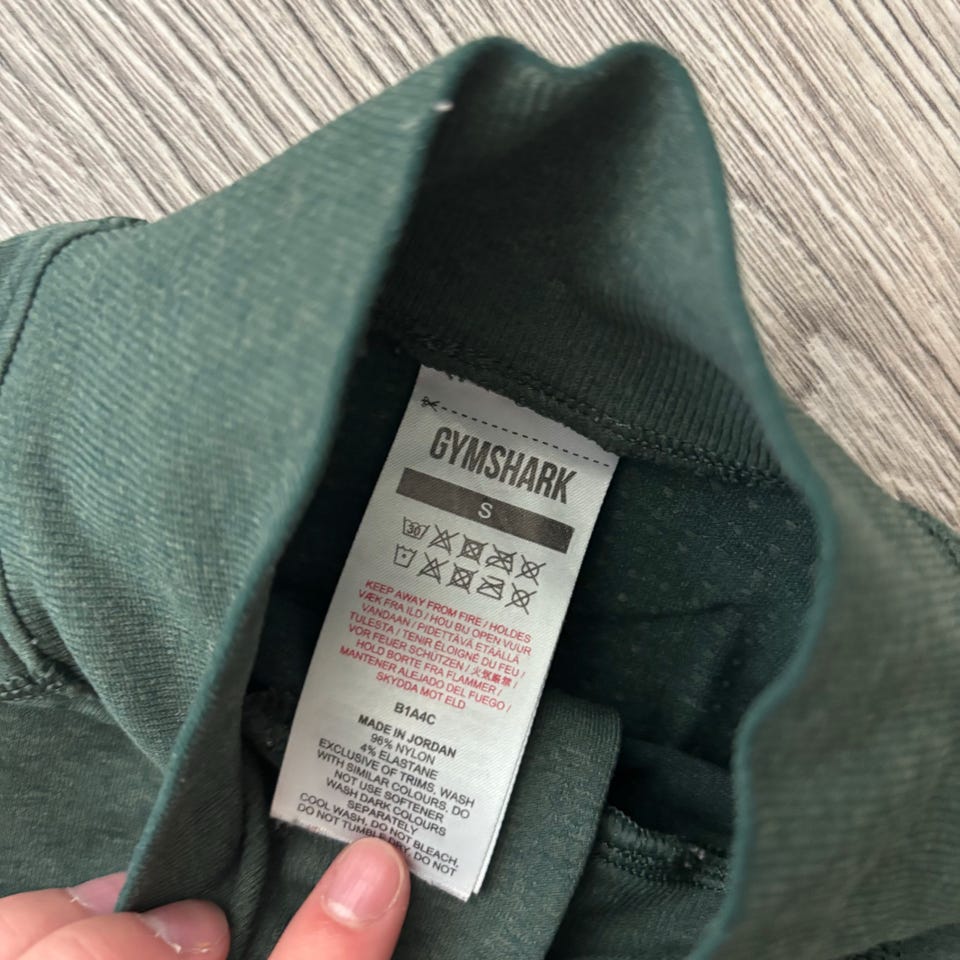 GYMSHARK
S
30
KEEP AWAY FROM FIRE / HOLDES
VÆK FRA ILD / HOU BIJ OPEN VUUR
VANDAAN / PIDETTÄVÄ ETÄÄLLÄ
TULESTA / TENIR ÉLOIGNÉ DU FEU /
VOR FEUER SCHÜTZEN / 火気厳禁 /
HOLD BORTE FRA FLAMMER /
MANTENER ALEJADO DEL FUEGO /
SKYDDA MOT ELD
B1A4C
MADE IN JORDAN
96% NYLON
4% ELASTANE
EXCLUSIVE OF TRIMS, WASH
WITH SIMILAR COLOURS, DO
NOT USE SOFTENER
WASH DARK COLOURS
SEPARATELY
COOL WASH, DO NOT BLEACH,
DO NOT TUMBLE DRY, DO NOT